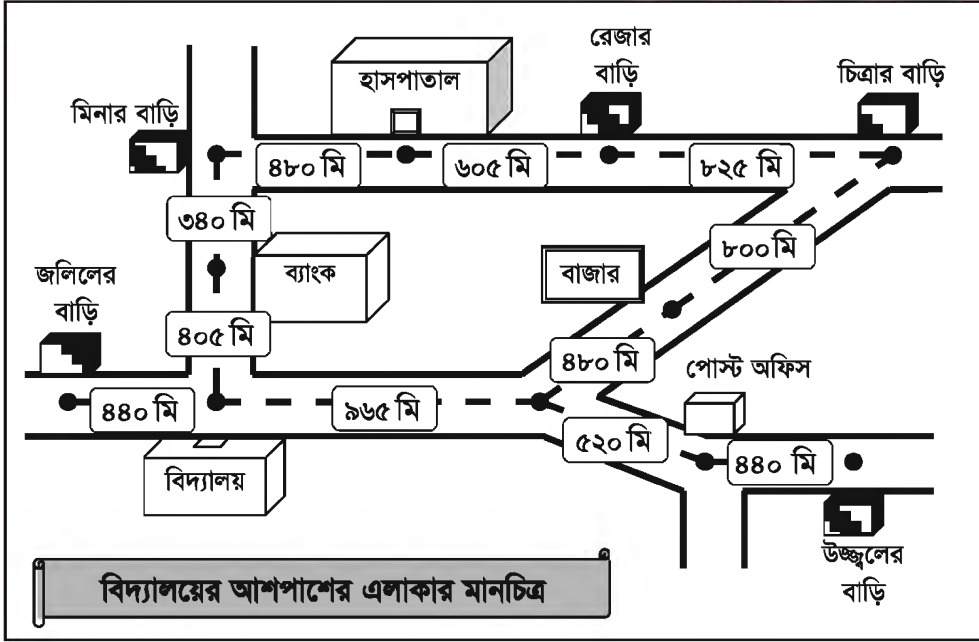 রেজার
বাড়ি
চিত্রার বাড়ি
হাসপাতাল
মিনার বাড়ি
৪৮০ মি
৬০৫ মি
৮২৫ মি
৩৪০ মি
৮০০ মি
জলিলের
বাড়ি
ব্যাংক
বাজার
৪০৫ মি
৪৮০ মি
পোস্ট অফিস
৪৪০ মি
৯৬৫ মি
৫২০ মি
৪৪০ মি
বিদ্যালয়
উজ্জ্বলের
বাড়ি
বিদ্যালয়ের আশপাশের এলাকার মানচিত্র